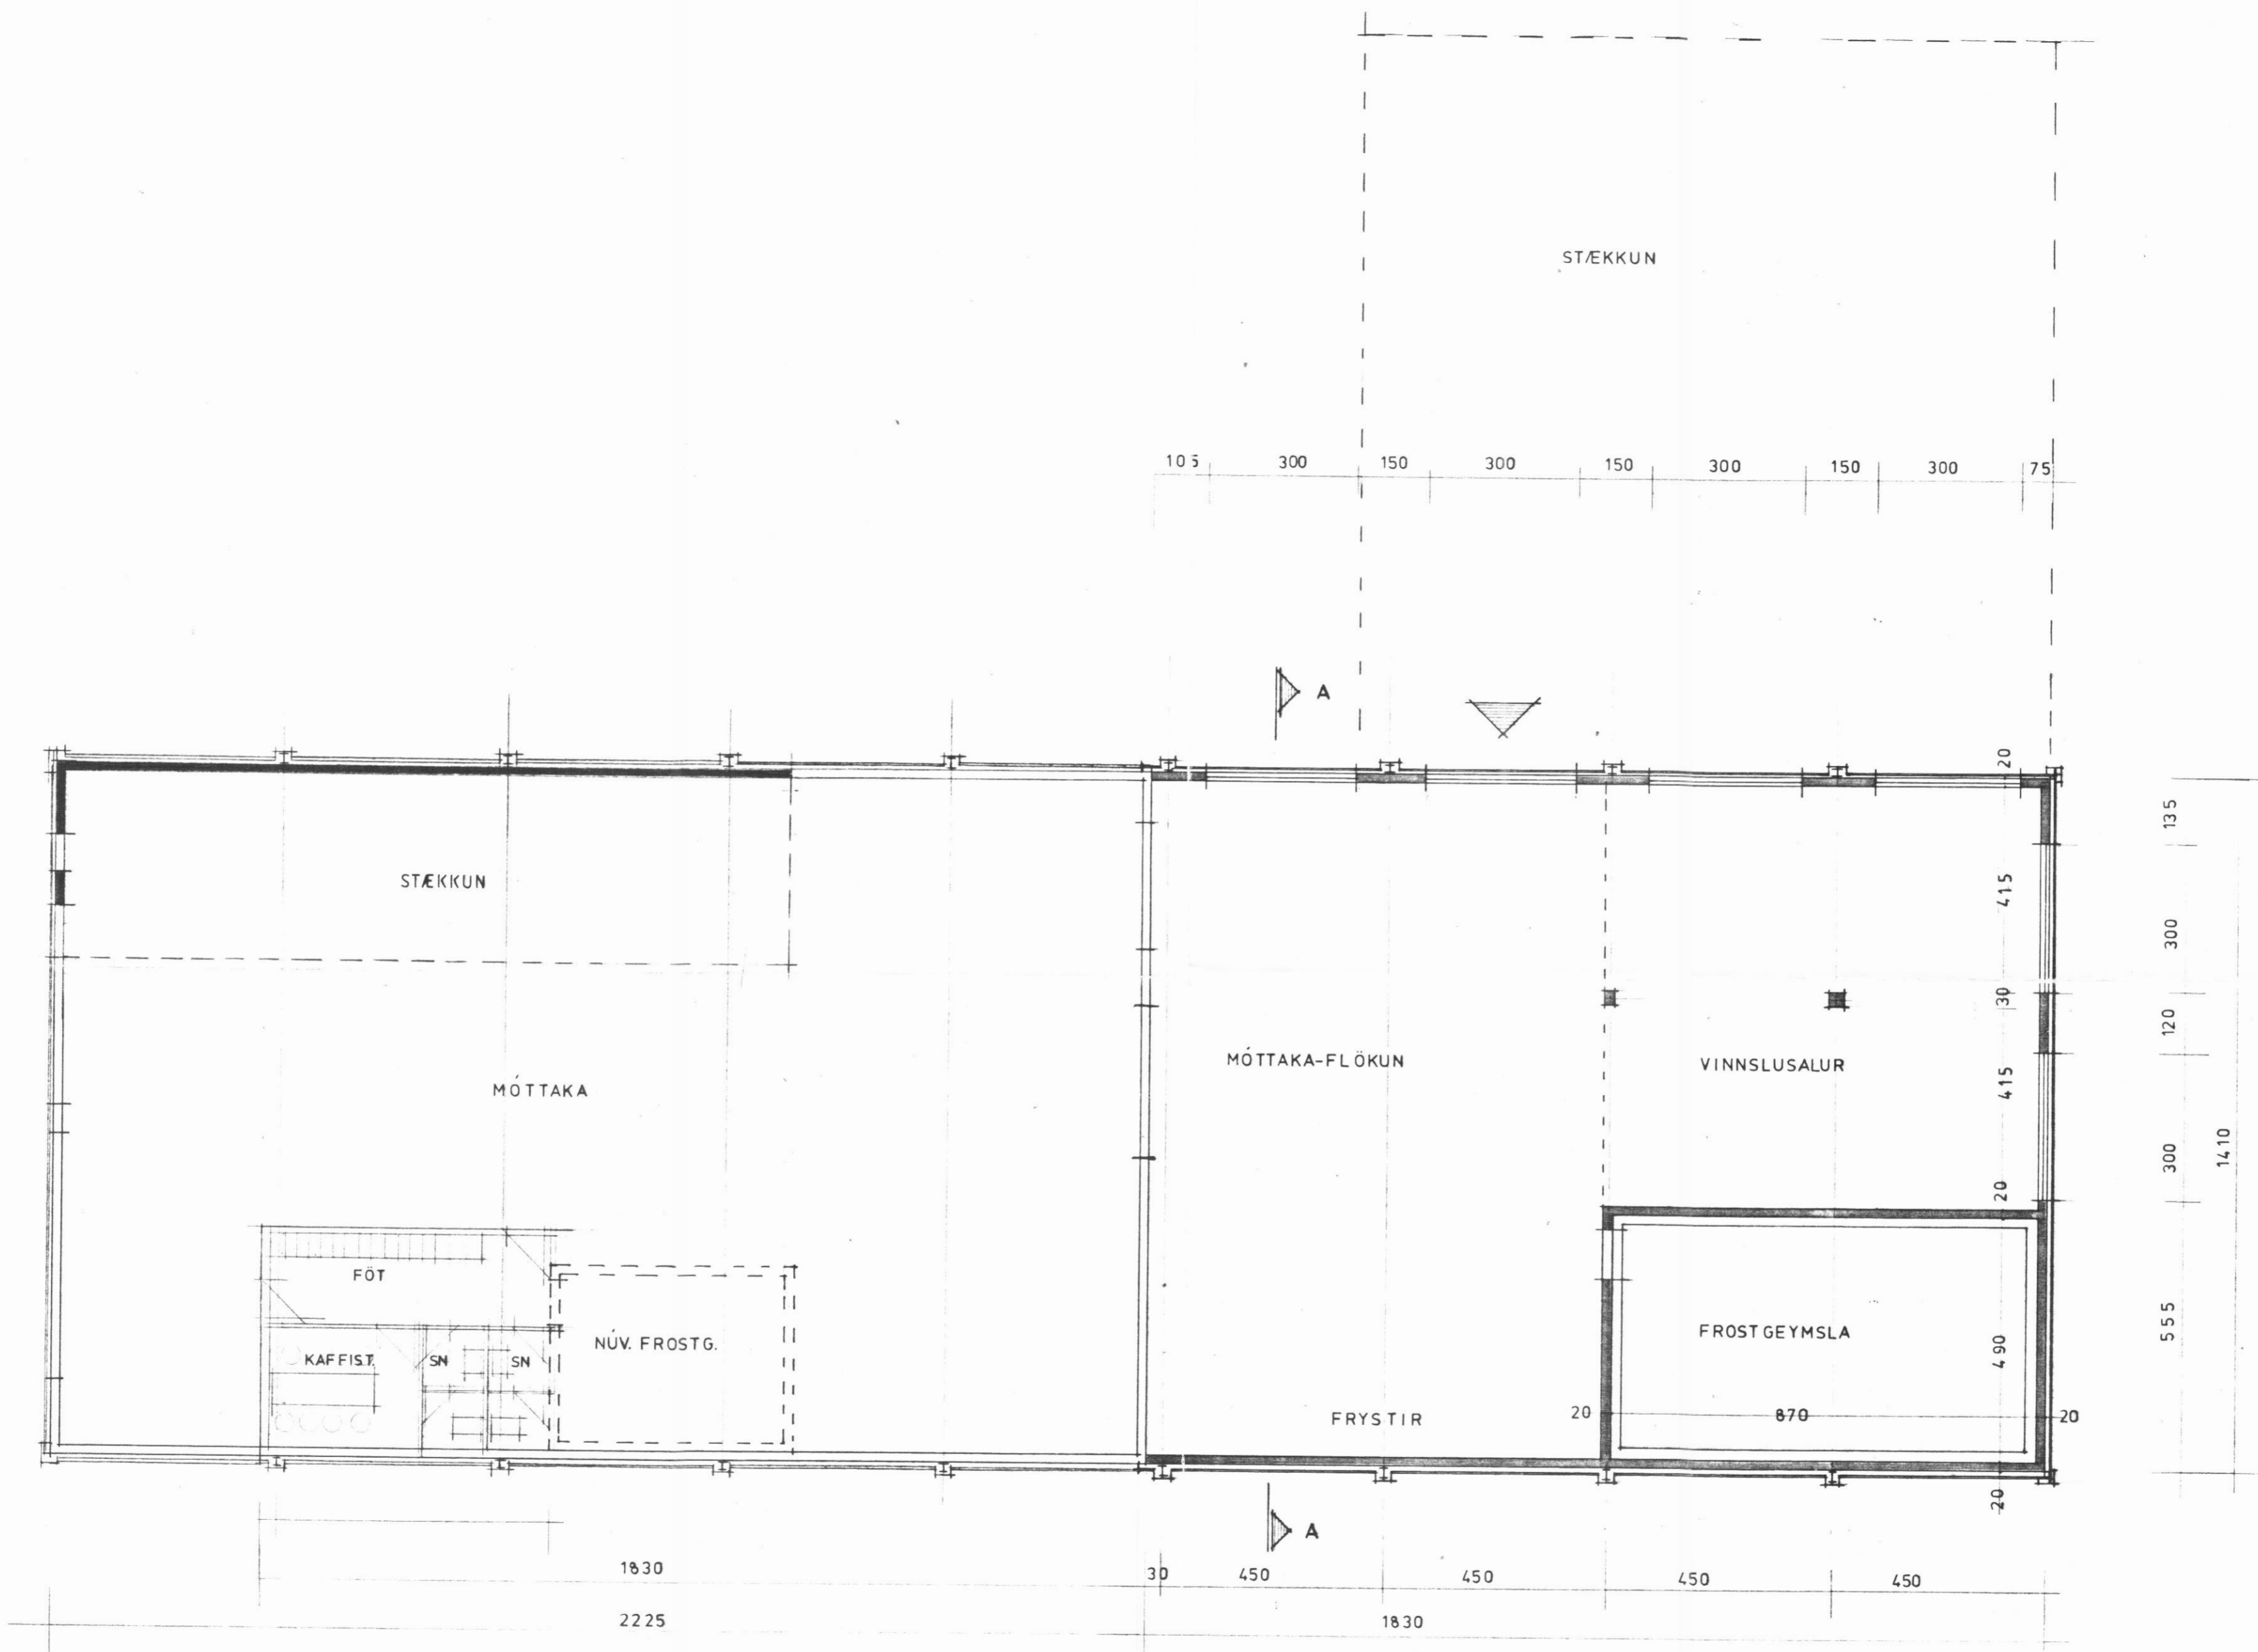 STÆKKUN
105 300 150 300 150 300 150 300 75
A
20
135
STÆKKUN
415
300
30
120
MÓTTAKA-FLÖKUN
VINNSLUSALUR
MÓTTAKA
415
1410
300
20
FÖT
555
NÚV. FROSTG.
FROSTGEYMSLA
490
KAFFIST.
SN
SN
FRYSTIR
20
870
20
20
A
1830
30 450 450 450 450
2225
1830